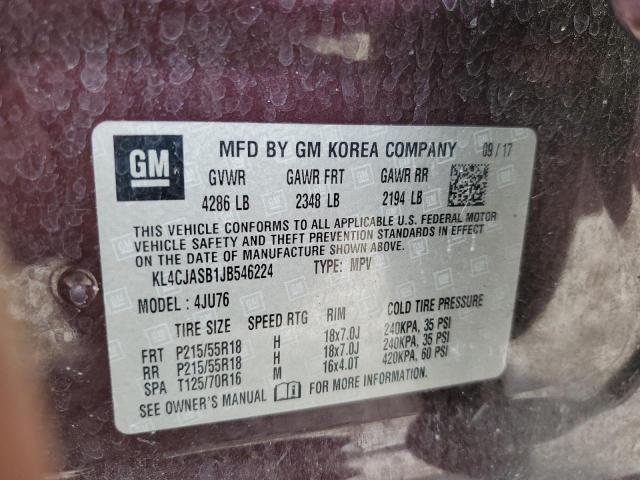 GM MFD BY GM KOREA COMPANY 09/17
GVWR GAWR FRT GAWR RR
4286 LB 2348 LB 2194 LB
THIS VEHICLE CONFORMS TO ALL APPLICABLE U.S. FEDERAL MOTOR
VEHICLE SAFETY AND THEFT PREVENTION STANDARDS IN EFFECT
ON THE DATE OF MANUFACTURE SHOWN ABOVE.
KL4CJASB1JB546224 TYPE: MPV
MODEL: 4JU76
TIRE SIZE SPEED RTG RIM COLD TIRE PRESSURE
FRT P215/55R18 H 18x7.0J 240KPA, 35 PSI
RR P215/55R18 H 18x7.0J 240KPA, 35 PSI
SPA T125/70R16 M 16x4.0T 420KPA, 60 PSI
SEE OWNER'S MANUAL FOR MORE INFORMATION.